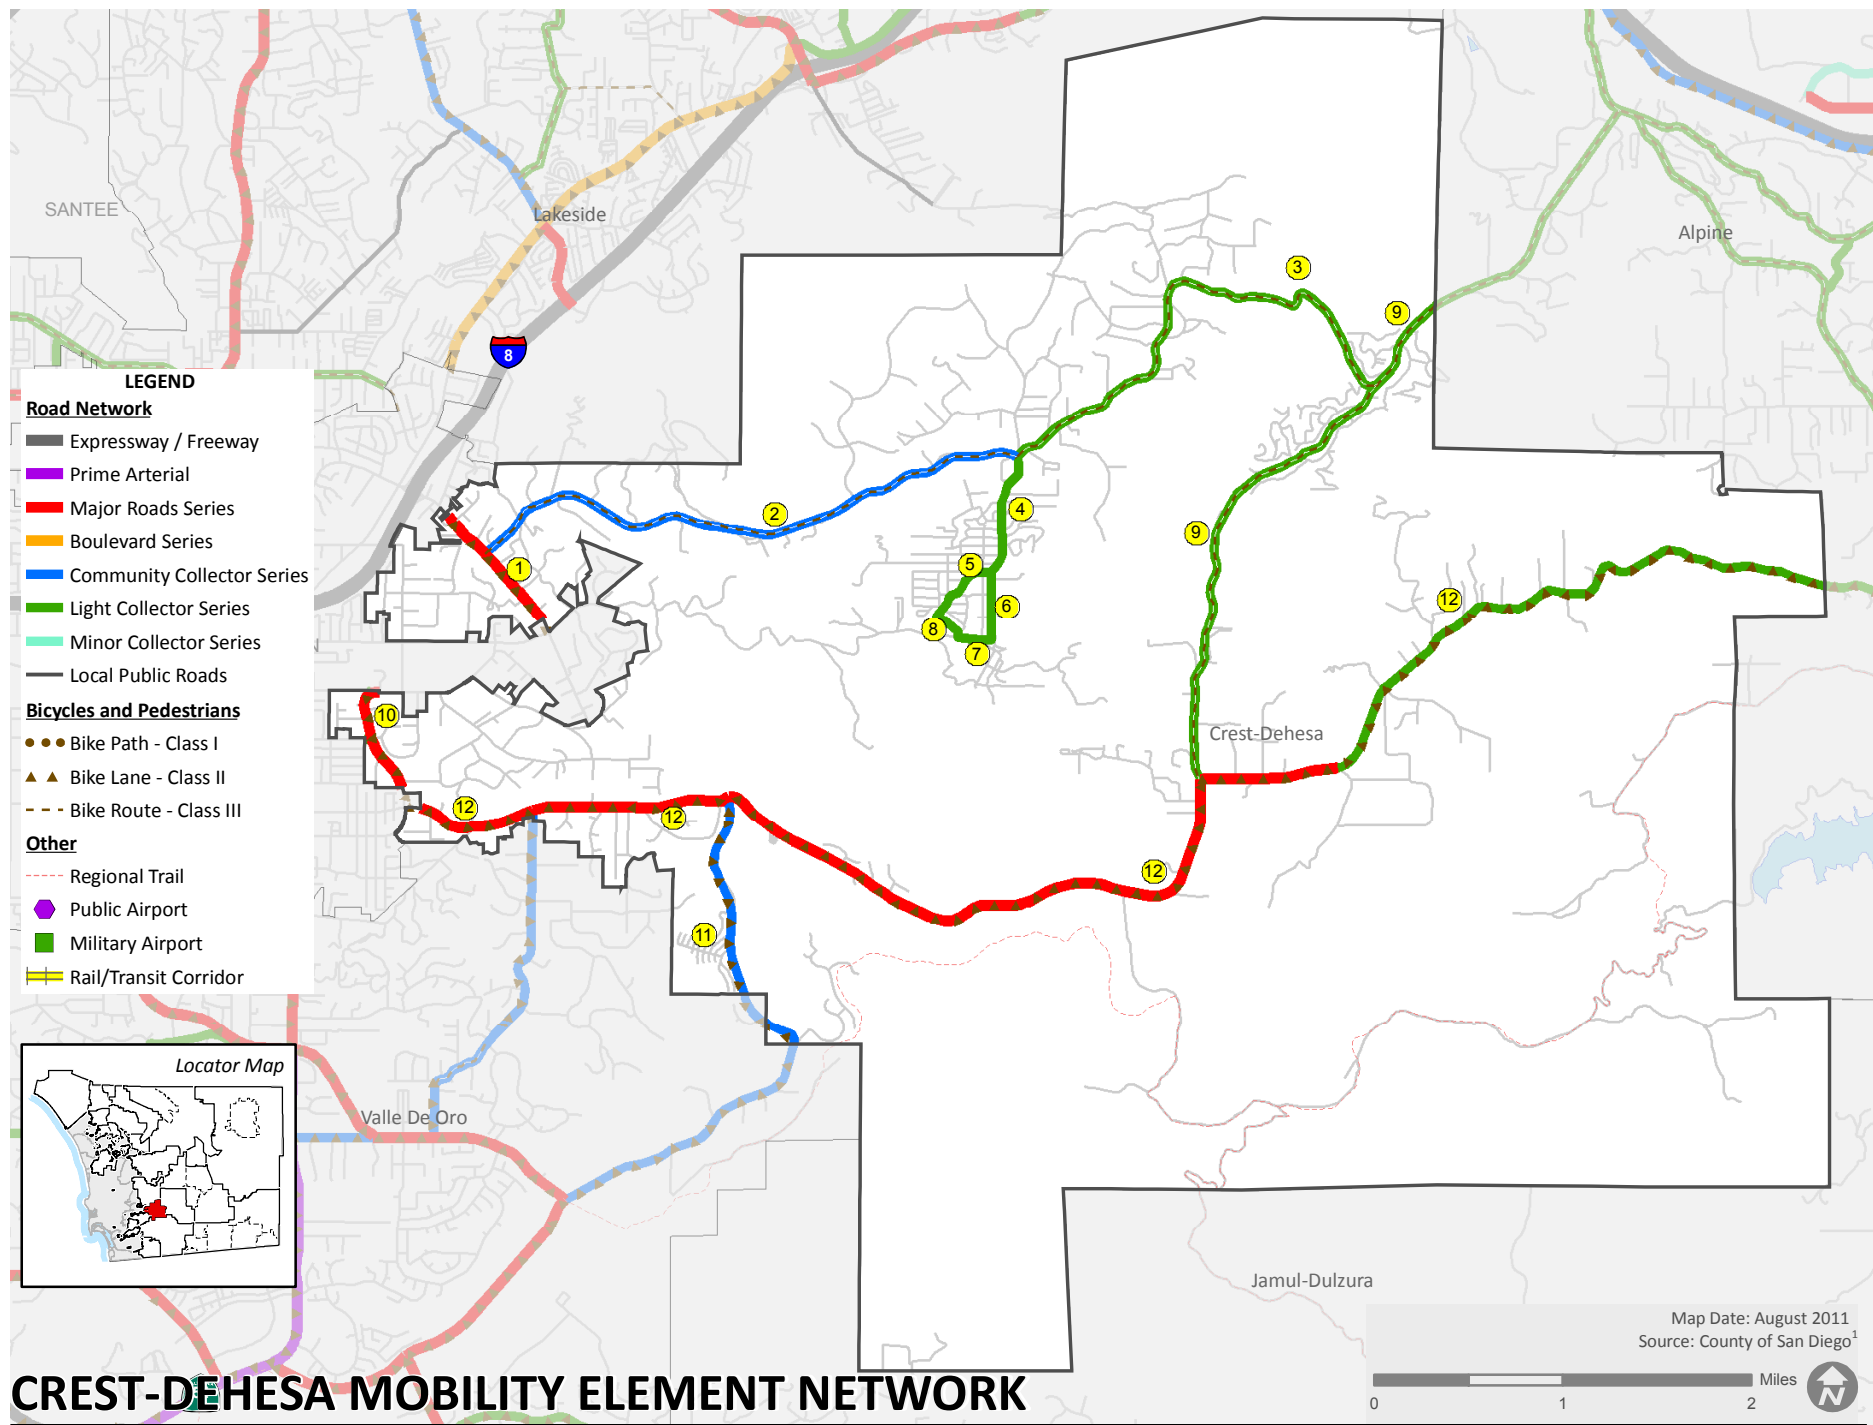 SANTEE
Lakeside
Alpine
3
9
8
LEGEND
Road Network
Expressway / Freeway
Prime Arterial
Major Roads Series
Boulevard Series
Community Collector Series
Light Collector Series
Minor Collector Series
Local Public Roads
Bicycles and Pedestrians
Bike Path - Class I
Bike Lane - Class II
Bike Route - Class III
Other
Regional Trail
Public Airport
Military Airport
Rail/Transit Corridor
2
4
9
1
5
6
12
8
7
10
Crest-Dehesa
12
12
12
11
Locator Map
Valle De Oro
Jamul-Dulzura
Map Date: August 2011
Source: County of San Diego1
Miles
0 1 2
N
CREST-DEHESA MOBILITY ELEMENT NETWORK